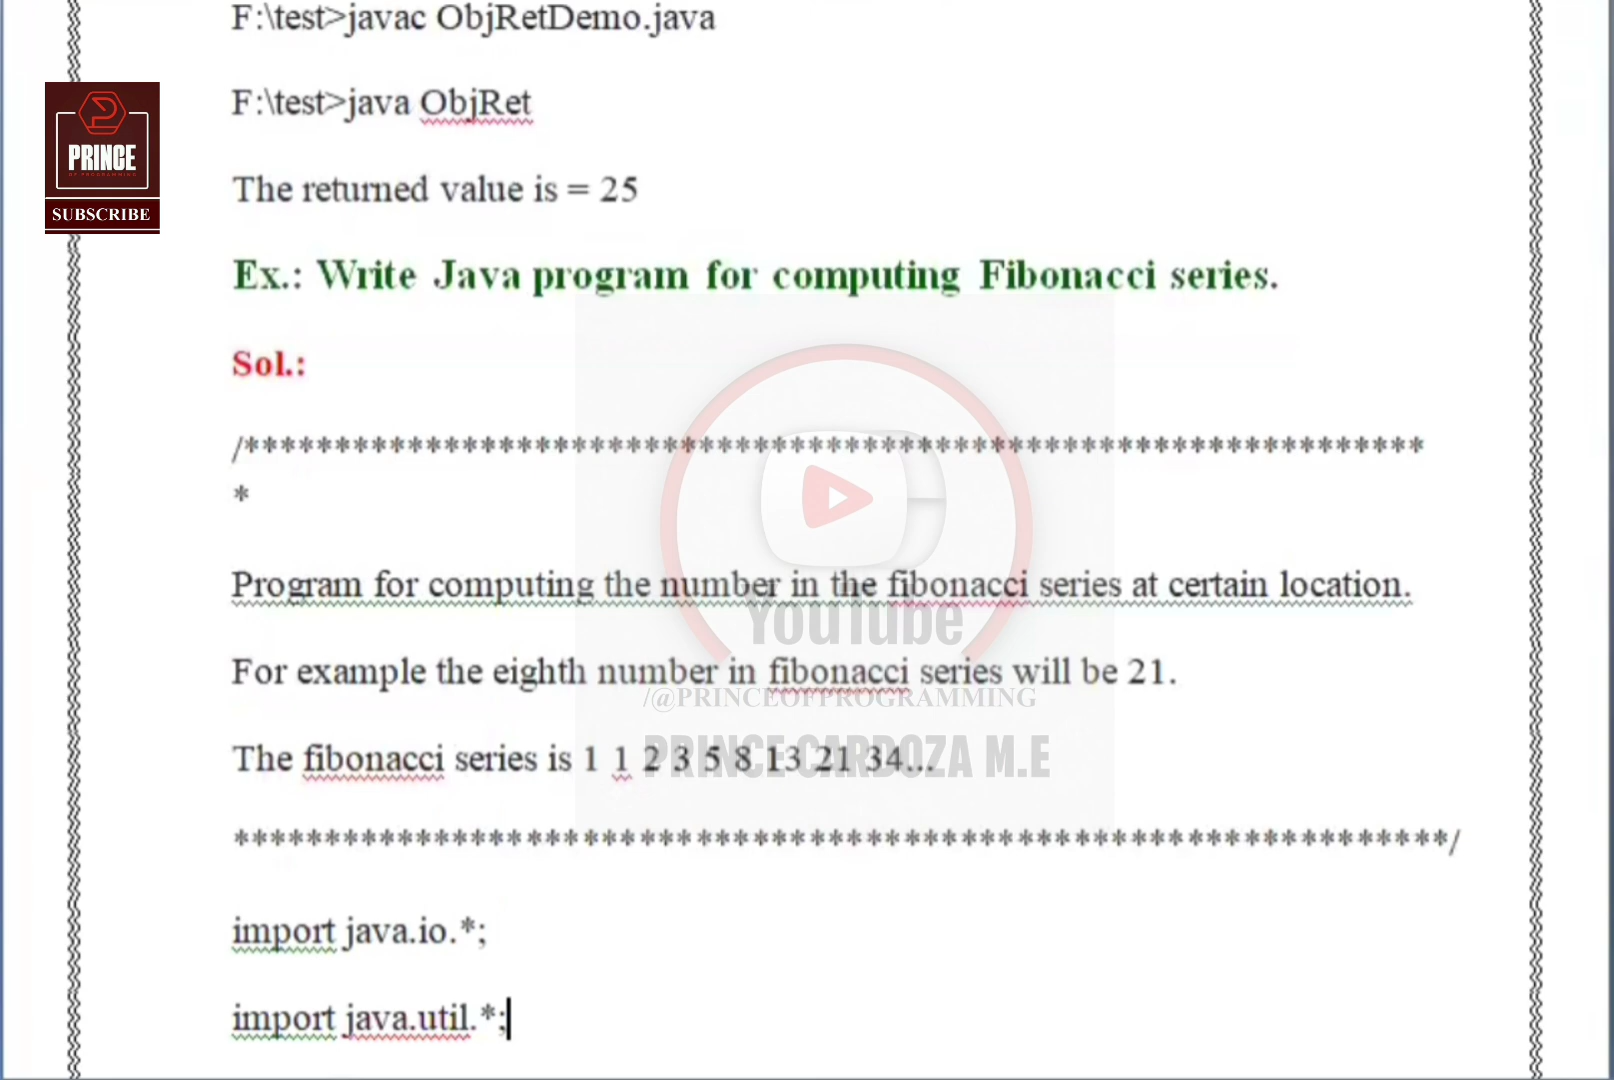 F:\test>javac ObjRetDemo.java
F:\test>java ObjRet
PRINCE
OF PROGRAMMING
SUBSCRIBE
The returned value is = 25
Ex.: Write Java program for computing Fibonacci series.
Sol.:
/*****************************************************************
*
Program for computing the number in the fibonacci series at certain location.
YouTube
For example the eighth number in fibonacci series will be 21.
/@PRINCEOFPROGRAMMING
The fibonacci series is 1 1 2 3 5 8 13 21 34...
PRINCE CARDOZA M.E
*******************************************************************/
import java.io.*;
import java.util.*;